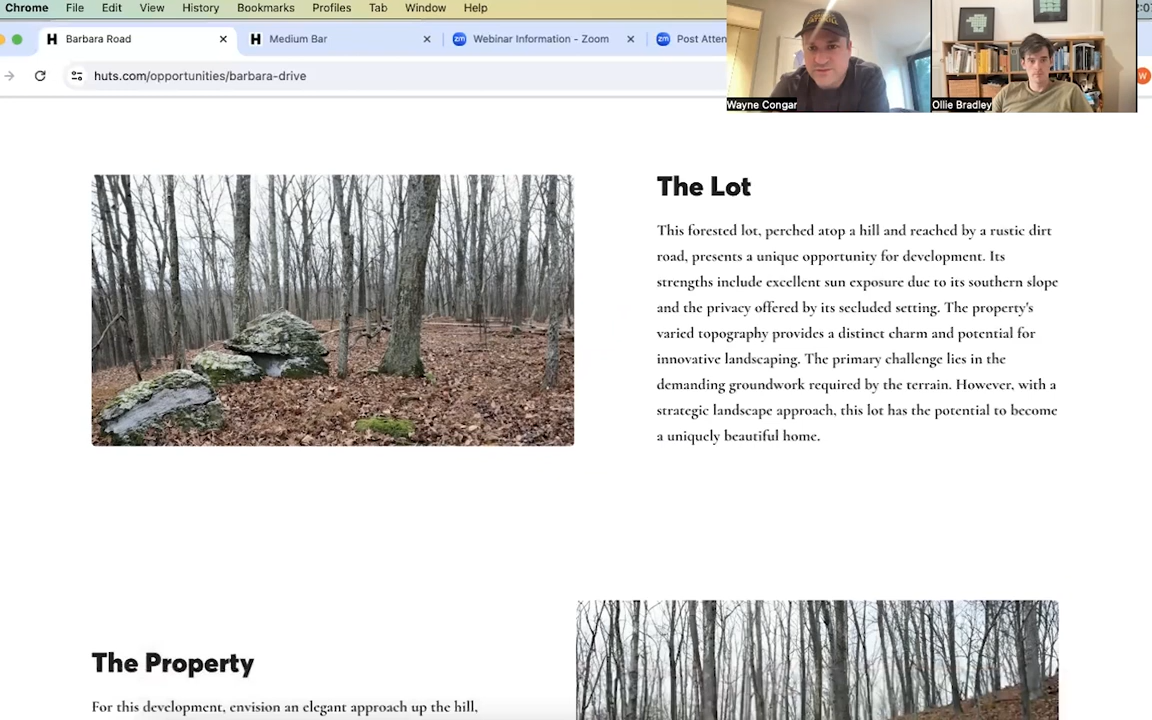 Chrome File Edit View History Bookmarks Profiles Tab Window Help
Barbara Road
Medium Bar
Webinar Information - Zoom
Post Atten
huts.com/opportunities/barbara-drive
W
Wayne Congar
Ollie Bradley
The Lot
This forested lot, perched atop a hill and reached by a rustic dirt
road, presents a unique opportunity for development. Its
strengths include excellent sun exposure due to its southern slope
and the privacy offered by its secluded setting. The property's
varied topography provides a distinct charm and potential for
innovative landscaping. The primary challenge lies in the
demanding groundwork required by the terrain. However, with a
strategic landscape approach, this lot has the potential to become
a uniquely beautiful home.
The Property
For this development, envision an elegant approach up the hill,